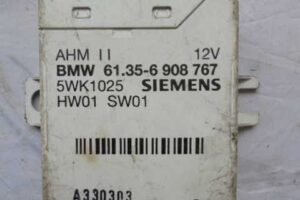 AHM II 12V
BMW 61.35-6 908 767
5WK1025 SIEMENS
HW01 SW01
A330303